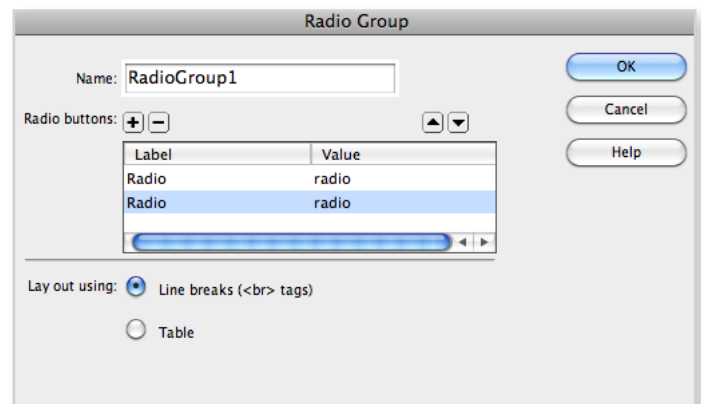 Radio Group
Name: RadioGroup1
OK
Radio buttons:
Cancel
Help
Label Value
Radio radio
Radio radio
Lay out using: Line breaks (<br> tags)
Table